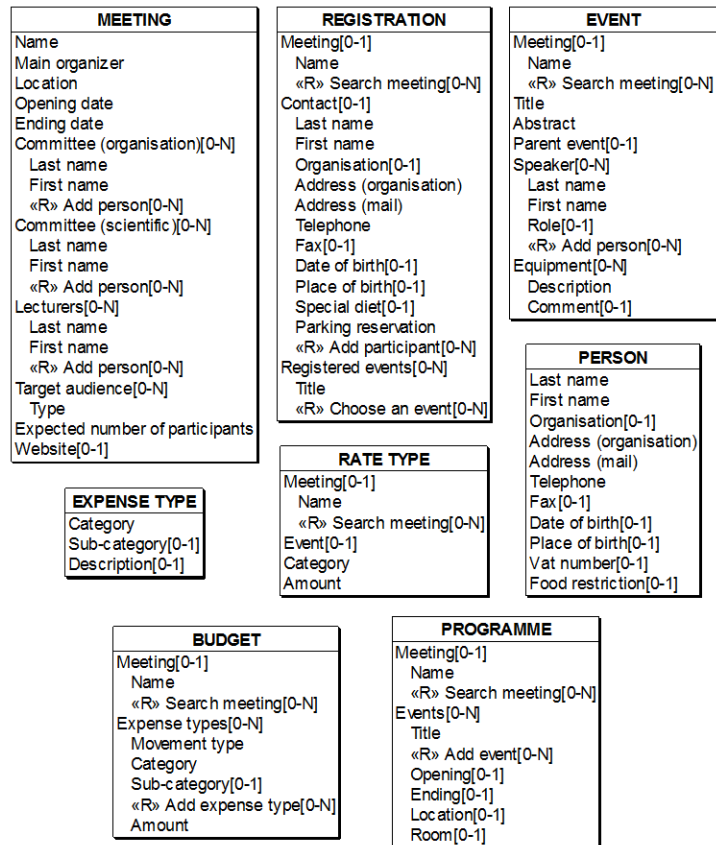 MEETING
Name
Main organizer
Location
Opening date
Ending date
Committee (organisation)[0-N]
Last name
First name
«R» Add person[0-N]
Committee (scientific)[0-N]
Last name
First name
«R» Add person[0-N]
Lecturers[0-N]
Last name
First name
«R» Add person[0-N]
Target audience[0-N]
Type
Expected number of participants
Website[0-1]
REGISTRATION
Meeting[0-1]
Name
«R» Search meeting[0-N]
Contact[0-1]
Last name
First name
Organisation[0-1]
Address (organisation)
Address (mail)
Telephone
Fax[0-1]
Date of birth[0-1]
Place of birth[0-1]
Special diet[0-1]
Parking reservation
«R» Add participant[0-N]
Registered events[0-N]
Title
«R» Choose an event[0-N]
EVENT
Meeting[0-1]
Name
«R» Search meeting[0-N]
Title
Abstract
Parent event[0-1]
Speaker[0-N]
Last name
First name
Role[0-1]
«R» Add person[0-N]
Equipment[0-N]
Description
Comment[0-1]
PERSON
Last name
First name
Organisation[0-1]
Address (organisation)
Address (mail)
Telephone
Fax[0-1]
Date of birth[0-1]
Place of birth[0-1]
Vat number[0-1]
Food restriction[0-1]
RATE TYPE
Meeting[0-1]
Name
«R» Search meeting[0-N]
Event[0-1]
Category
Amount
EXPENSE TYPE
Category
Sub-category[0-1]
Description[0-1]
BUDGET
Meeting[0-1]
Name
«R» Search meeting[0-N]
Expense types[0-N]
Movement type
Category
Sub-category[0-1]
«R» Add expense type[0-N]
Amount
PROGRAMME
Meeting[0-1]
Name
«R» Search meeting[0-N]
Events[0-N]
Title
«R» Add event[0-N]
Opening[0-1]
Ending[0-1]
Location[0-1]
Room[0-1]